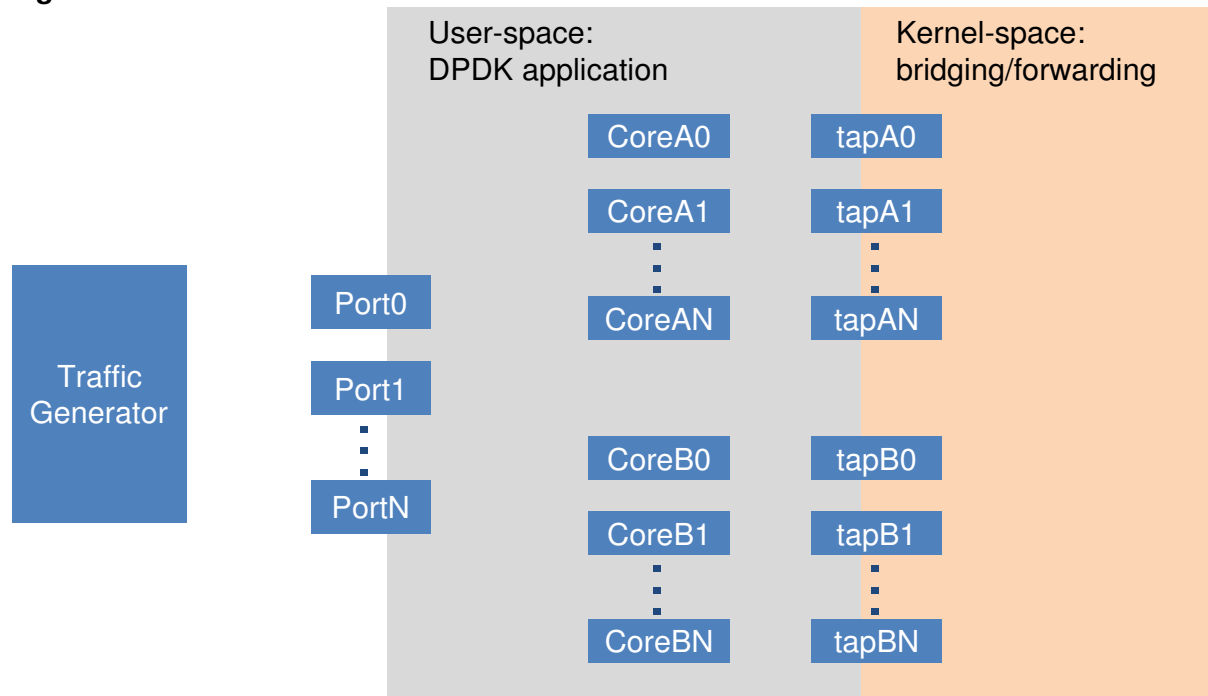 User-space:
DPDK application
Kernel-space:
bridging/forwarding
CoreA0
tapA0
CoreA1
tapA1
CoreAN
tapAN
Port0
Port1
PortN
Traffic
Generator
CoreB0
tapB0
CoreB1
tapB1
CoreBN
tapBN